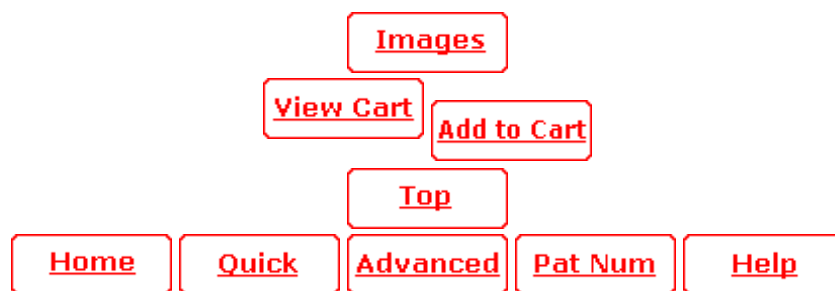 Images
View Cart
Add to Cart
Top
Home Quick Advanced Pat Num Help